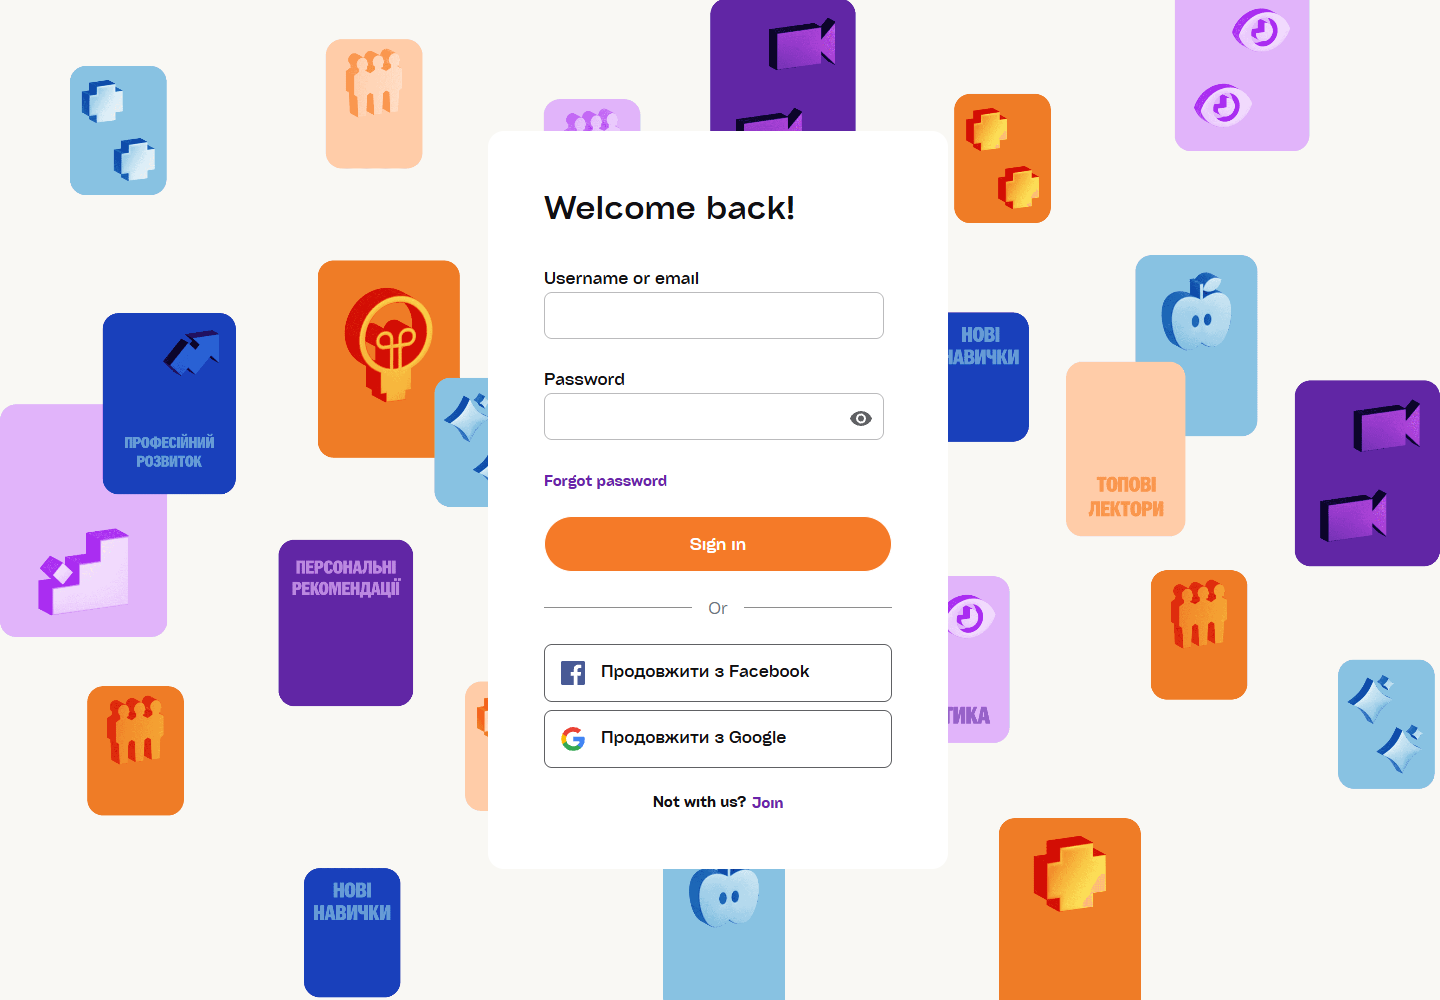 Welcome back!
Username or email
Password
Forgot password
Sign in
Or
Продовжити з Facebook
Продовжити з Google
Not with us? Join
ПРОФЕСІЙНИЙ
РОЗВИТОК
ПЕРСОНАЛЬНІ
РЕКОМЕНДАЦІЇ
НОВІ
НАВИЧКИ
НОВІ
НАВИЧКИ
ТОПОВІ
ЛЕКТОРИ